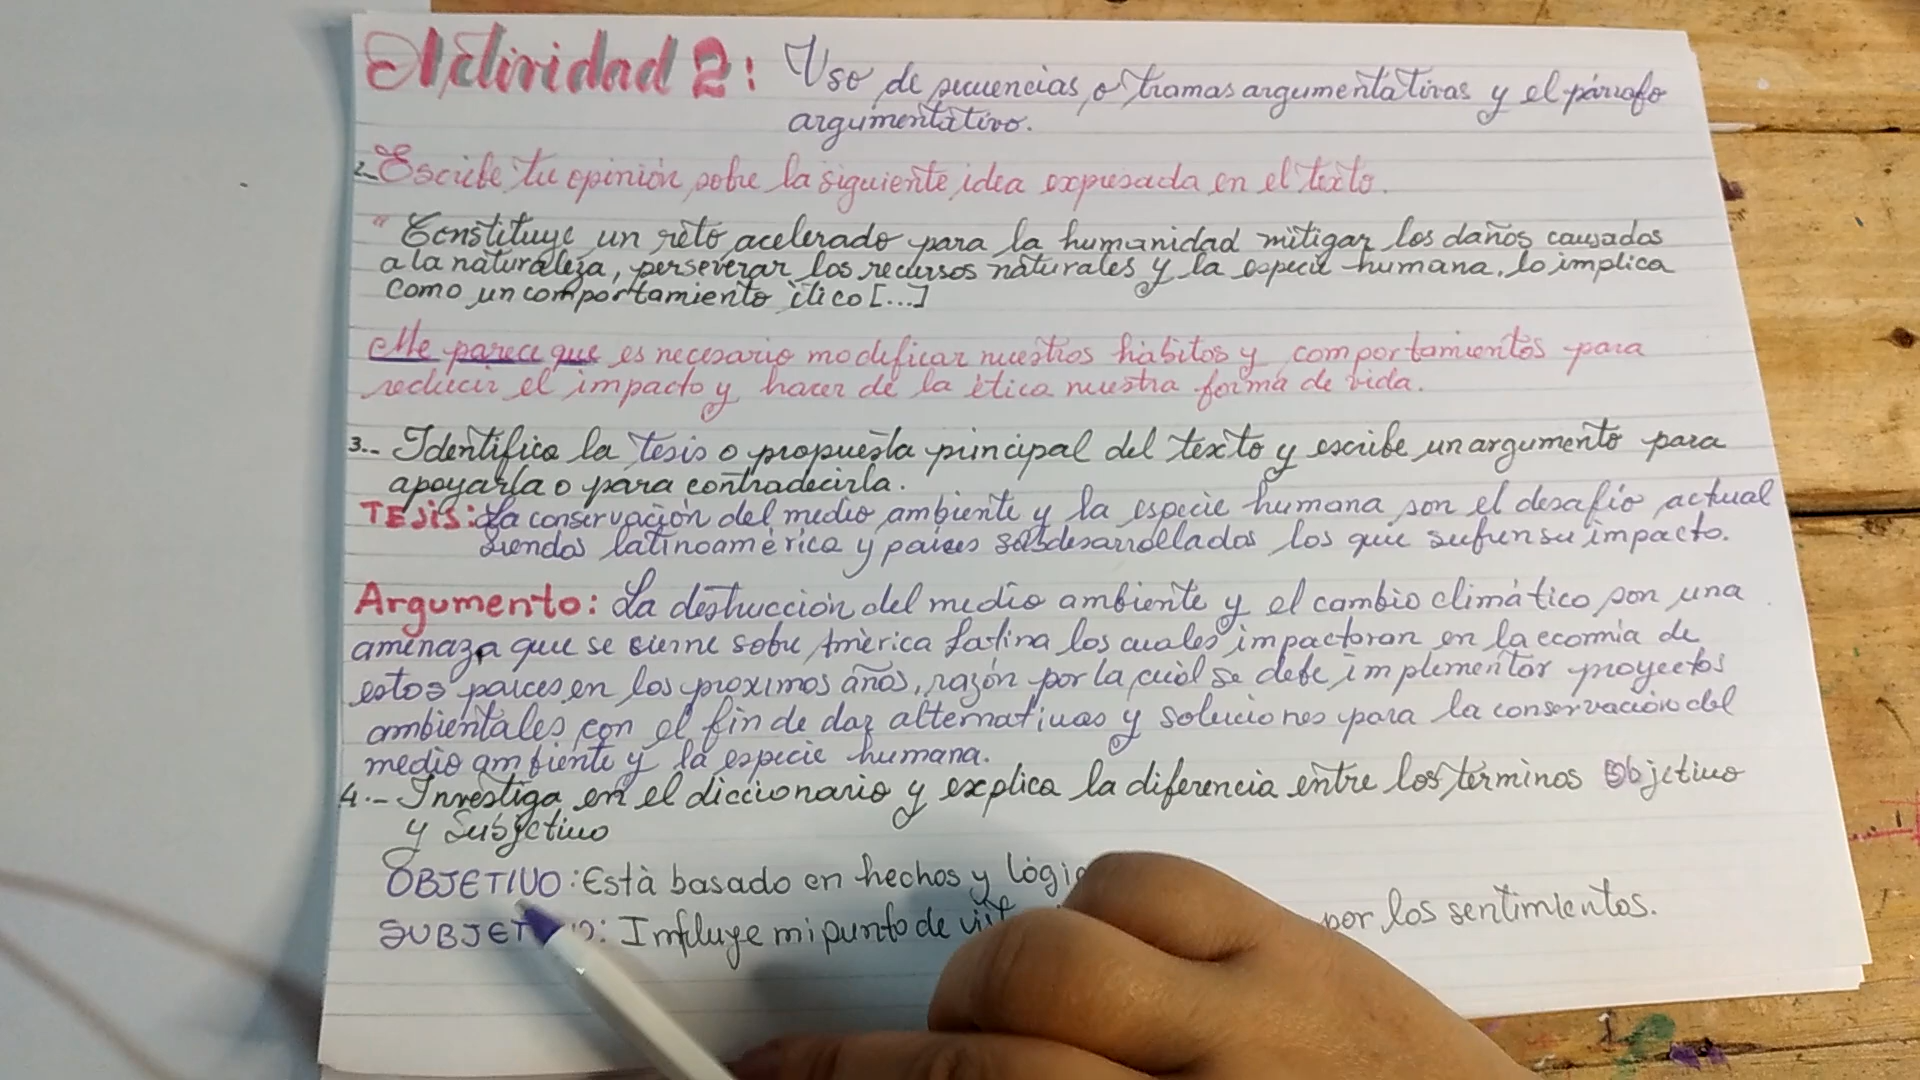 Actividad 2: Uso de secuencias o tramas argumentativas y el párrafo
argumentativo.
2- Escribe tu opinión sobre la siguiente idea expresada en el texto.
" Constituye un reto acelerado para la humanidad mitigar los daños causados
a la naturaleza, perseverar los recursos naturales y la especie humana, lo implica
como un comportamiento ético [...]
Me parece que es necesario modificar nuestros hábitos y comportamientos para
reducir el impacto y hacer de la ética nuestra forma de vida.
3.- Identifica la tesis o propuesta principal del texto y escribe un argumento para
apoyarla o para contradecirla.
TESIS: La conservación del medio ambiente y la especie humana son el desafío actual
siendos latinoamérica y paises subdesarrollados los que sufren su impacto.
Argumento: La destrucción del medio ambiente y el cambio climático son una
amenaza que se cierne sobre América Latina los cuales impactaran en la ecomía de
estos países en los proximos años, razón por la cuál se debe implementar proyectos
ambientales con el fin de dar alternativas y soluciones para la conservación del
medio ambiente y la especie humana.
4.- Investiga en el diccionario y explica la diferencia entre los términos Objetivo
y Subjetivo
OBJETIVO: Està basado en hechos y
SUBJETIVO: Influye mi punto de por los sentimientos.